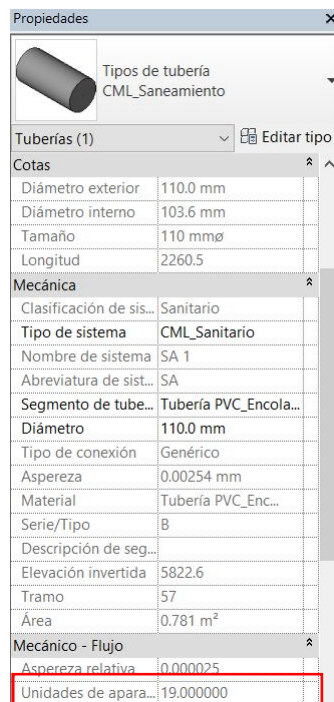 Propiedades
Tipos de tubería
CML_Saneamiento
Tuberías (1) Editar tipo
Cotas
Diámetro exterior 110.0 mm
Diámetro interno 103.6 mm
Tamaño 110 mmø
Longitud 2260.5
Mecánica
Clasificación de sis... Sanitario
Tipo de sistema CML_Sanitario
Nombre de sistema SA 1
Abreviatura de sist... SA
Segmento de tube... Tubería PVC_Encola...
Diámetro 110.0 mm
Tipo de conexión Genérico
Aspereza 0.00254 mm
Material Tubería PVC_Enc...
Serie/Tipo B
Descripción de seg...
Elevación invertida 5822.6
Tramo 57
Área 0.781 m²
Mecánico - Flujo
Aspereza relativa 0.000025
Unidades de apara... 19.000000